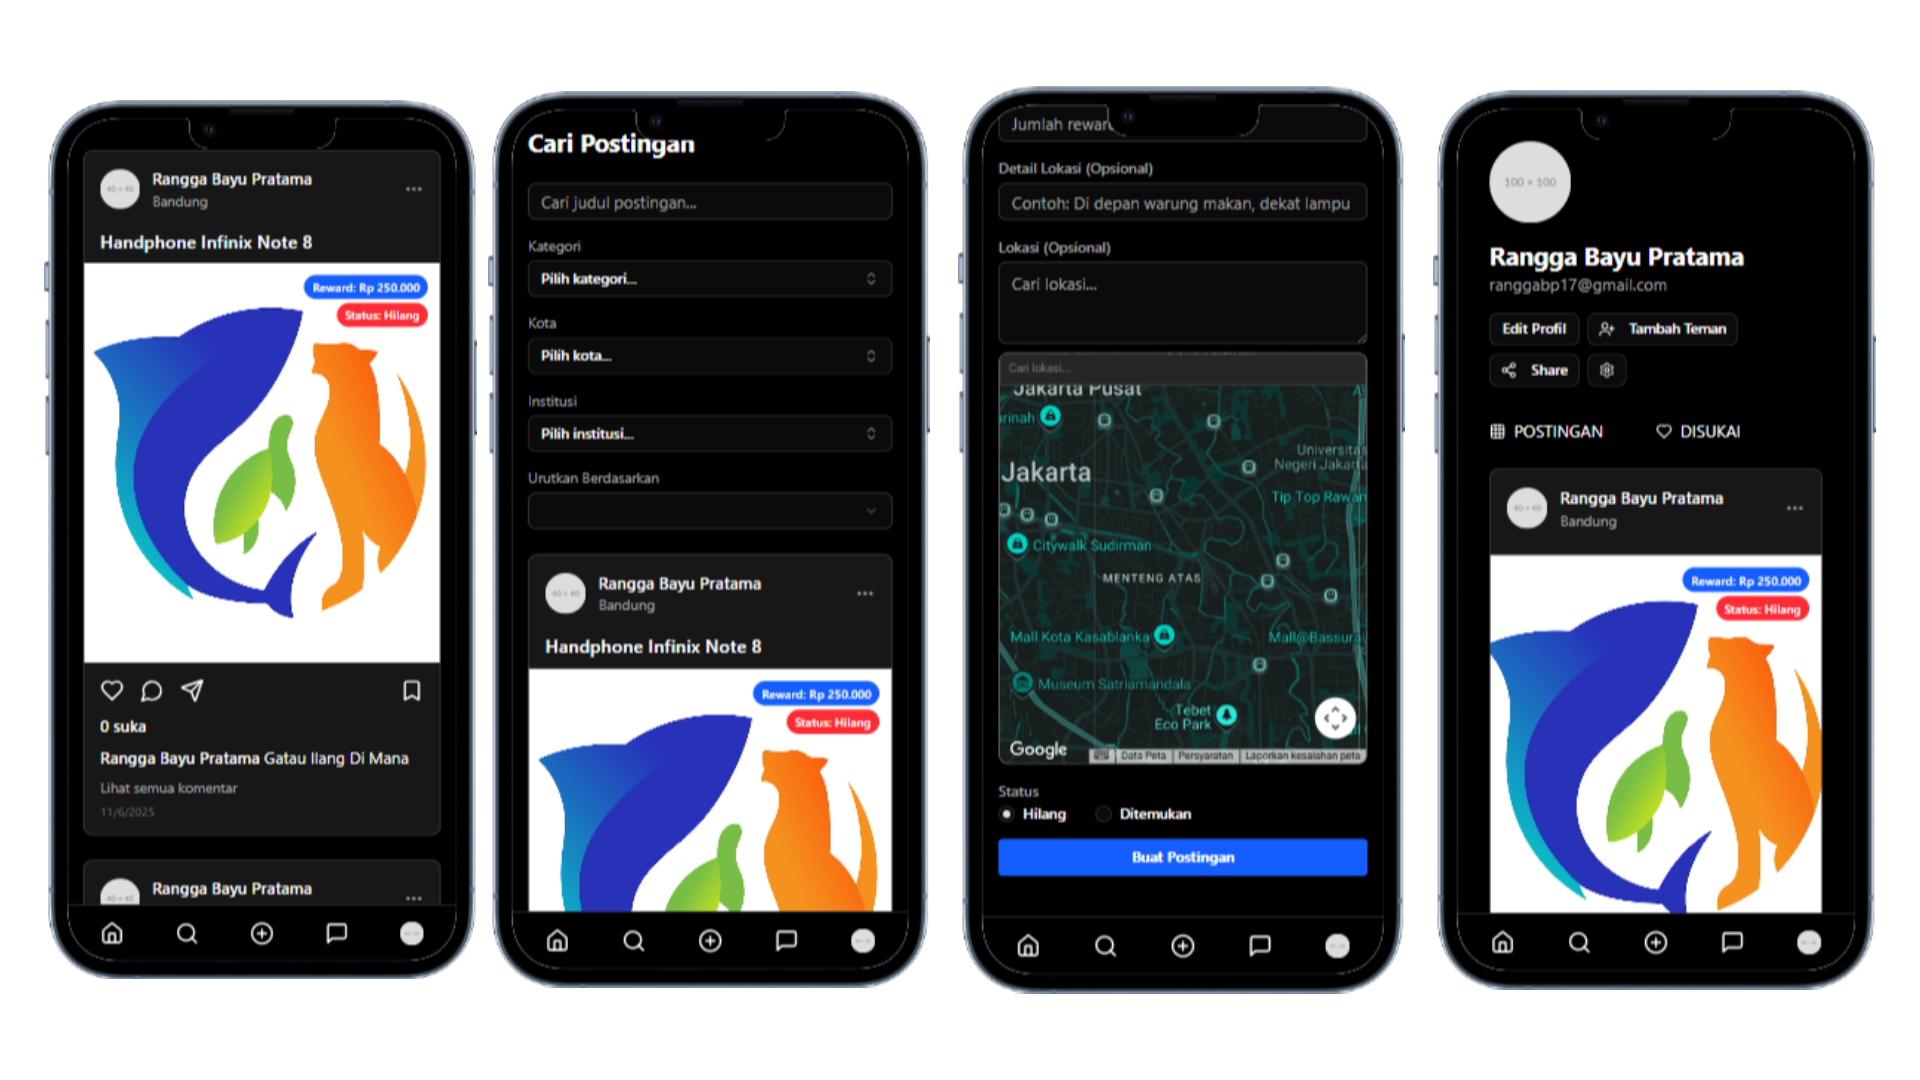 40 × 40
Rangga Bayu Pratama
Bandung
Handphone Infinix Note 8
Reward: Rp 250.000
Status: Hilang
0 suka
Rangga Bayu Pratama Gatau Ilang Di Mana
Lihat semua komentar
11/6/2025
Rangga Bayu Pratama
Cari Postingan
Cari judul postingan...
Kategori
Pilih kategori...
Kota
Pilih kota...
Institusi
Pilih institusi...
Urutkan Berdasarkan
40 × 40
Rangga Bayu Pratama
Bandung
Handphone Infinix Note 8
Reward: Rp 250.000
Status: Hilang
Jumlah reward
Detail Lokasi (Opsional)
Contoh: Di depan warung makan, dekat lampu
Lokasi (Opsional)
Cari lokasi...
Cari lokasi...
Jakarta Pusat
arinah
Universitas
Negeri Jakarta
Jakarta
Tip Top Rawam
Citywalk Sudirman
MENTENG ATAS
Mall Kota Kasablanka
Mall@Bassura
Museum Satriamandala
Tebet
Eco Park
Google
Data Peta
Persyaratan
Laporkan kesalahan peta
Status
Hilang
Ditemukan
Buat Postingan
100 × 100
Rangga Bayu Pratama
ranggabp17@gmail.com
Edit Profil
Tambah Teman
Share
POSTINGAN
DISUKAI
40 × 40
Rangga Bayu Pratama
Bandung
Reward: Rp 250.000
Status: Hilang